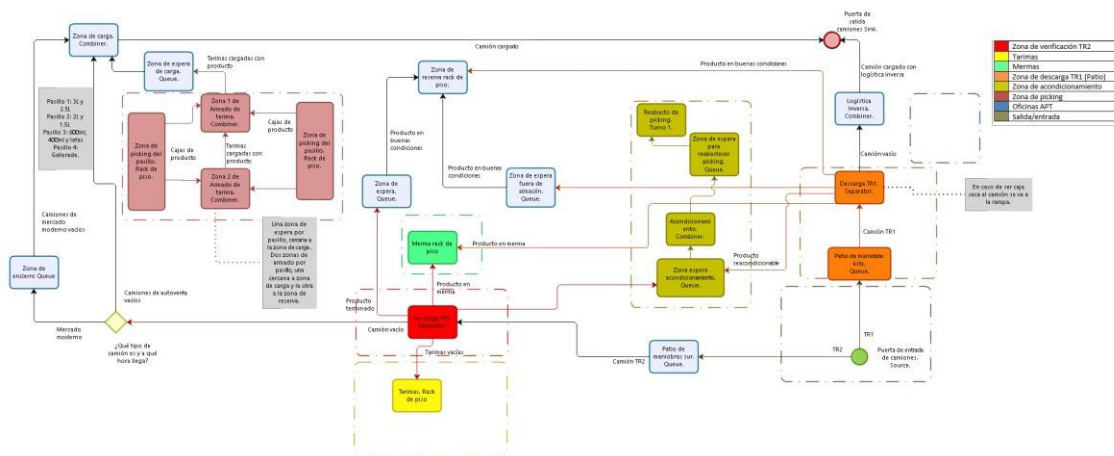 Puerta de
salida
camiones Sink.
Zona de carga.
Combiner.
Camión cargado
Zona de espera
de carga.
Queue.
Tarimas cargadas con
producto
Zona de
reserva rack de
piso.
Producto en buenas condiciones
Camión cargado con
logística inversa
Logística
Inversa.
Combiner.
Zona de verificación TR2
Tarimas
Mermas
Zona de descarga TR1 (Patio)
Zona de acondicionamiento
Zona de picking
Oficinas APT
Salida/entrada
Pasillo 1: 3L y
2.5L
Pasillo 2: 2L y
1.5L
Pasillo 3: 600ml,
400ml y latas
Pasillo 4:
Gatorade.
Zona 1 de
Armado de
tarima.
Combiner.
Cajas de
producto
Zona de
picking del
pasillo.
Rack de
piso.
Cajas de
producto
Tarimas
cargadas con
producto
Zona 2 de
Armado de
tarima.
Combiner.
Zona de
picking del
pasillo. Rack
de piso.
Producto en
buenas
condiciones
Producto en
buenas
condiciones
Reabasto de
picking.
Turno 1.
Zona de espera
para
reabastecer
picking.
Queue.
Camión vacío
Zona de
espera.
Queue.
Zona de espera
fuera de
almacén.
Queue.
Descarga TR1.
Separator.
En caso de ser caja
seca el camión se va a
la rampa.
Camiones de
mercado
moderno vacíos
Una zona de
espera por
pasillo, cercana a
la zona de carga.
Dos zonas de
armado por
pasillo, una
cercana a zona
de carga y la otra
a la zona de
reserva.
Merma rack de
piso
Producto en merma
Acondicionami
ento.
Combiner.
Camión TR1
Producto
reacondicionable
Patio de maniobras
este.
Queue.
Zona de
encierro Queue
Zona espera
acondicionamiento.
Queue.
Camiones de autoventa
vacíos
Producto
terminado
Producto en
merma
Descarga TR2.
Separator.
Mercado
moderno
¿Qué tipo de
camión es y a qué
hora llega?
Camión vacío
Tarimas vacías
Camión TR2
Patio de
maniobras sur.
Queue.
TR2
TR1
Puerta de entrada
de camiones.
Source.
Tarimas. Rack
de piso